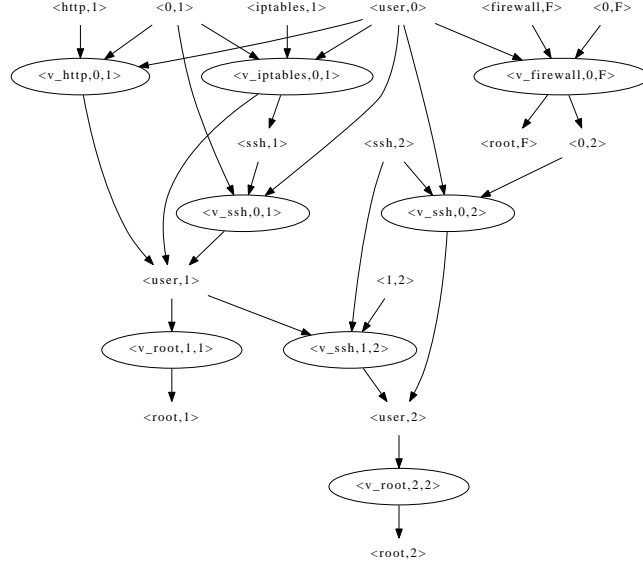 <http,1> <0,1> <iptables,1> <user,0> <firewall,F> <0,F>
<v_http,0,1> <v_iptables,0,1> <v_firewall,0,F>
<ssh,1> <ssh,2> <root,F> <0,2>
<v_ssh,0,1> <v_ssh,0,2>
<user,1> <1,2>
<v_root,1,1> <v_ssh,1,2>
<root,1> <user,2>
<v_root,2,2>
<root,2>